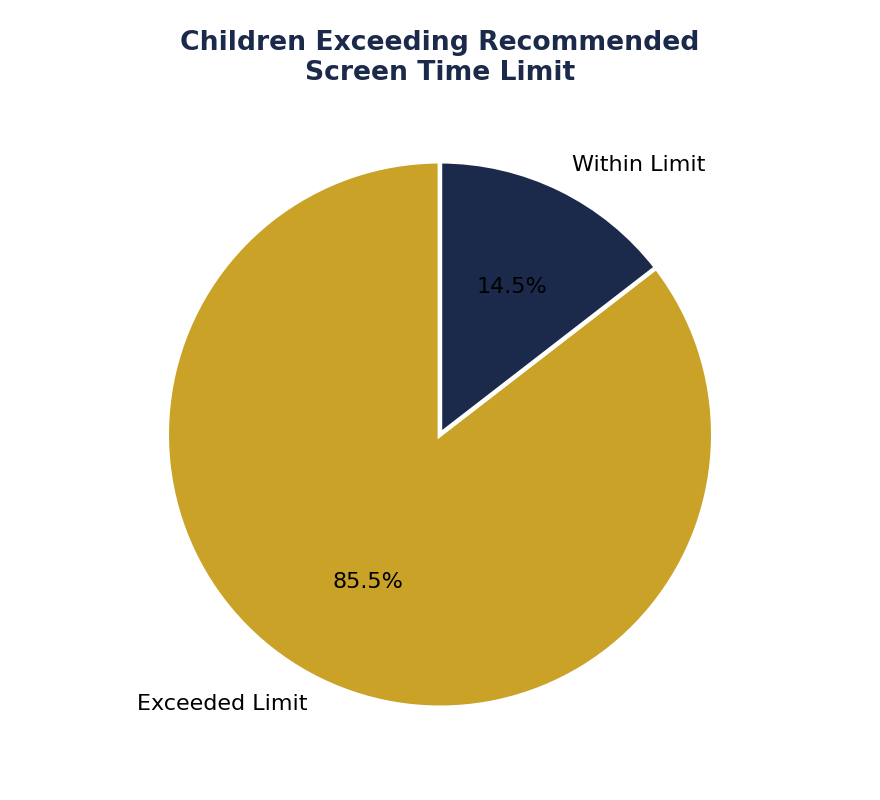 Children Exceeding Recommended
Screen Time Limit
Within Limit
14.5%
85.5%
Exceeded Limit